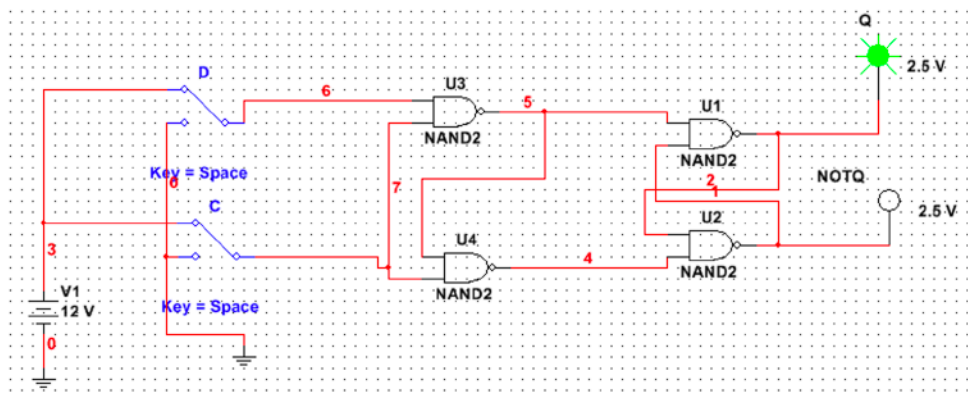 Q
2.5 V
D
6
U3
5
U1
NAND2
NAND2
Key = Space
0
7
2
1
NOTQ
2.5 V
C
U4
4
U2
NAND2
NAND2
3
V1
12 V
Key = Space
0